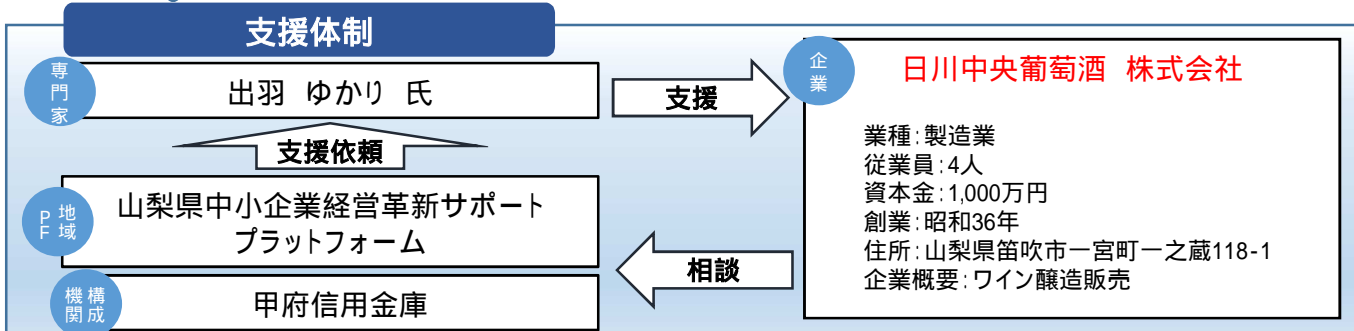 支援体制
専門家
出羽 ゆかり 氏
支援
支援依頼
地域PF
山梨県中小企業経営革新サポート
プラットフォーム
相談
構成機関
甲府信用金庫
企業
日川中央葡萄酒 株式会社
業種:製造業
従業員:4人
資本金:1,000万円
創業:昭和36年
住所:山梨県笛吹市一宮町一之蔵118-1
企業概要:ワイン醸造販売